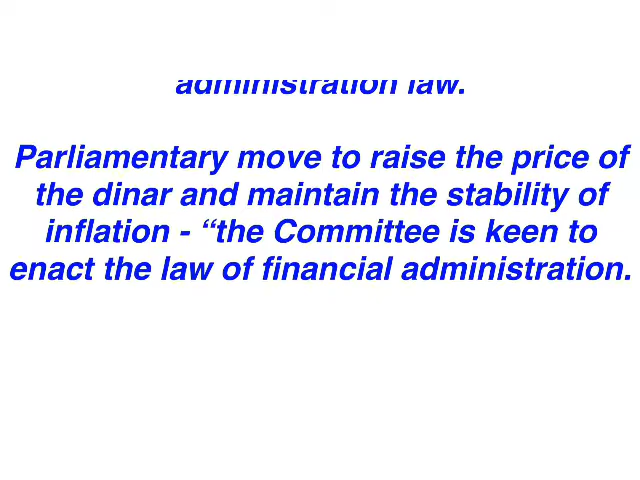 administration law.
Parliamentary move to raise the price of
the dinar and maintain the stability of
inflation - “the Committee is keen to
enact the law of financial administration.